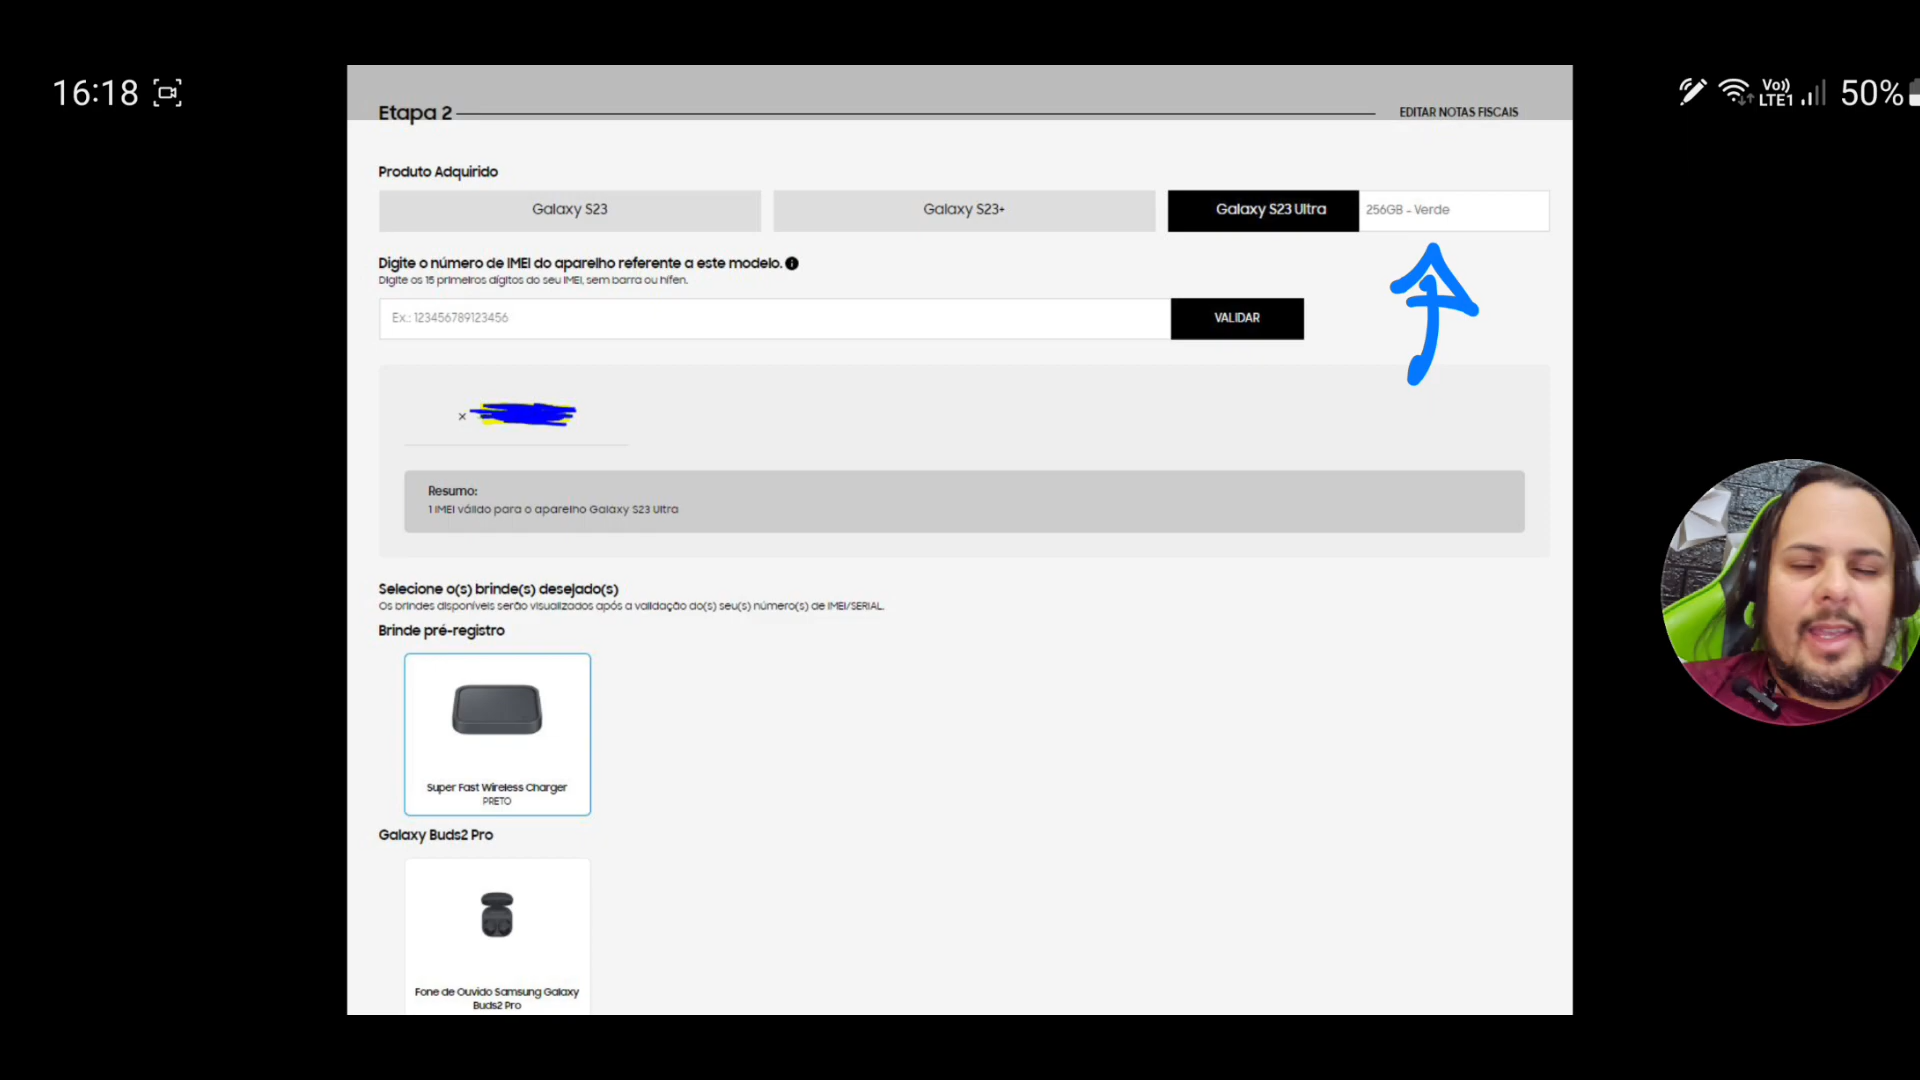 16:18
Vo)) LTE1 50%
Etapa 2 EDITAR NOTAS FISCAIS
Produto Adquirido
Galaxy S23 Galaxy S23+ Galaxy S23 Ultra 256GB - Verde
Digite o número de IMEI do aparelho referente a este modelo.
Digite os 15 primeiros dígitos do seu IMEI, sem barra ou hífen.
Ex.: 123456789123456 VALIDAR
×
Resumo:
1 IMEI válido para o aparelho Galaxy S23 Ultra
Selecione o(s) brinde(s) desejado(s)
Os brindes disponíveis serão visualizados após a validação do(s) seu(s) número(s) de IMEI/SERIAL.
Brinde pré-registro
Super Fast Wireless Charger
PRETO
Galaxy Buds2 Pro
Fone de Ouvido Samsung Galaxy
Buds2 Pro